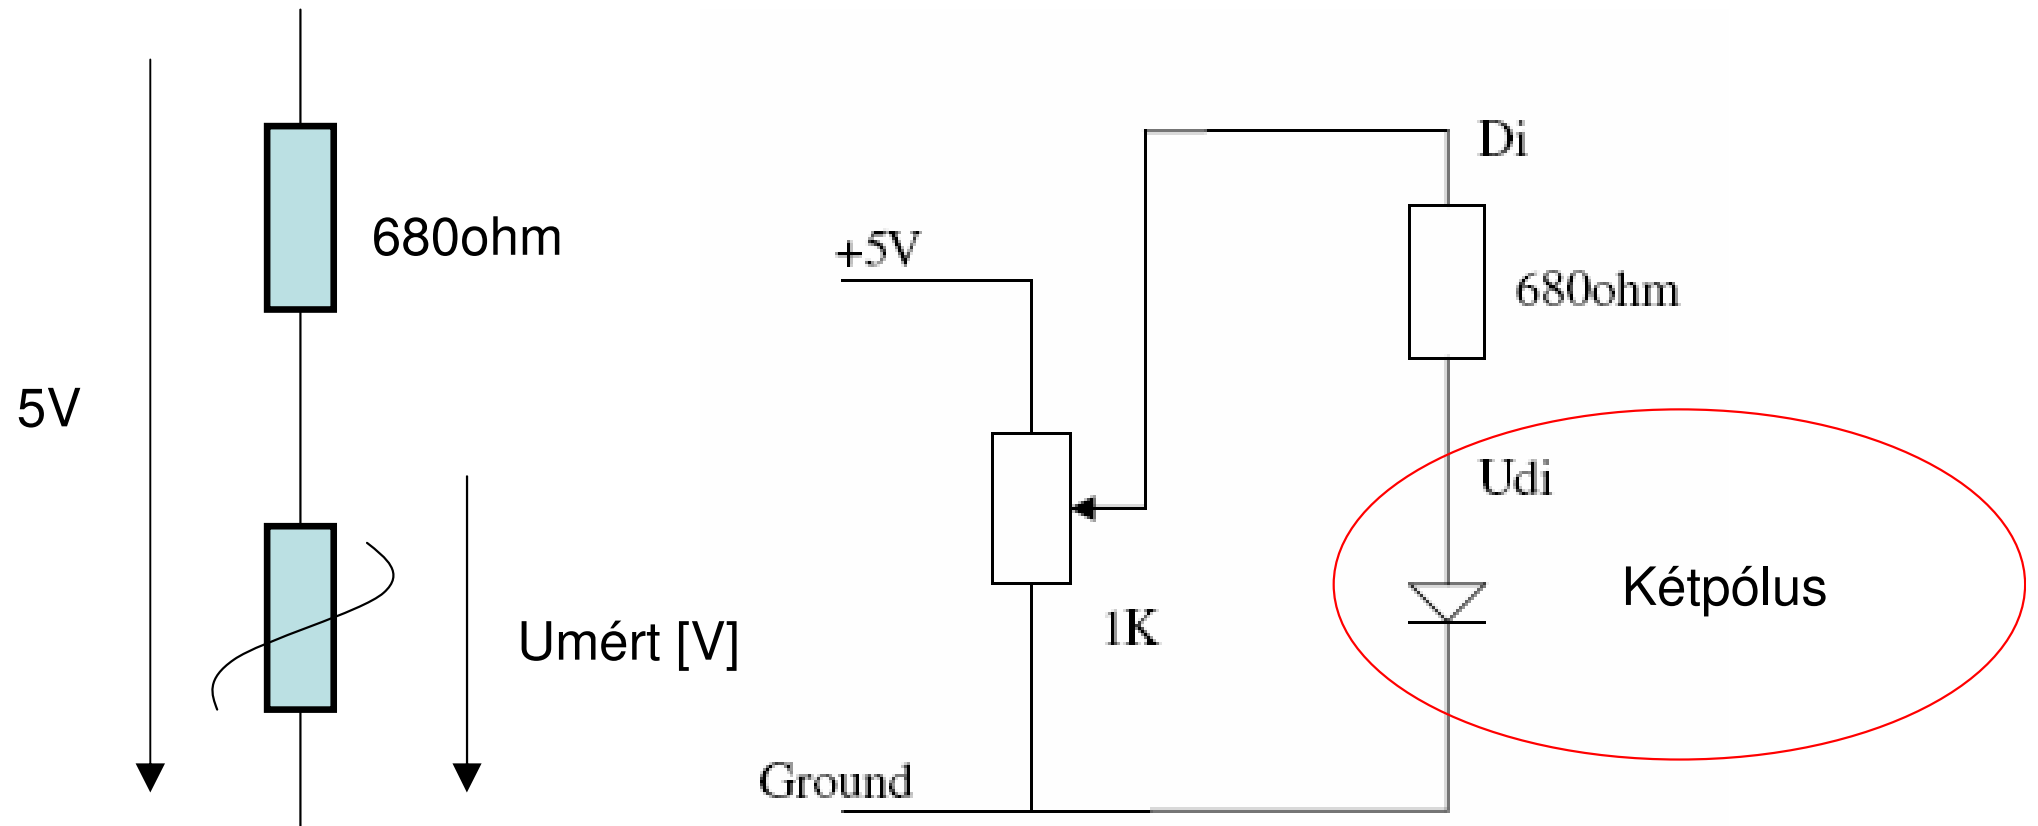 5V
680ohm
Umért [V]
+5V
Di
680ohm
Udi
1K
Kétpólus
Ground